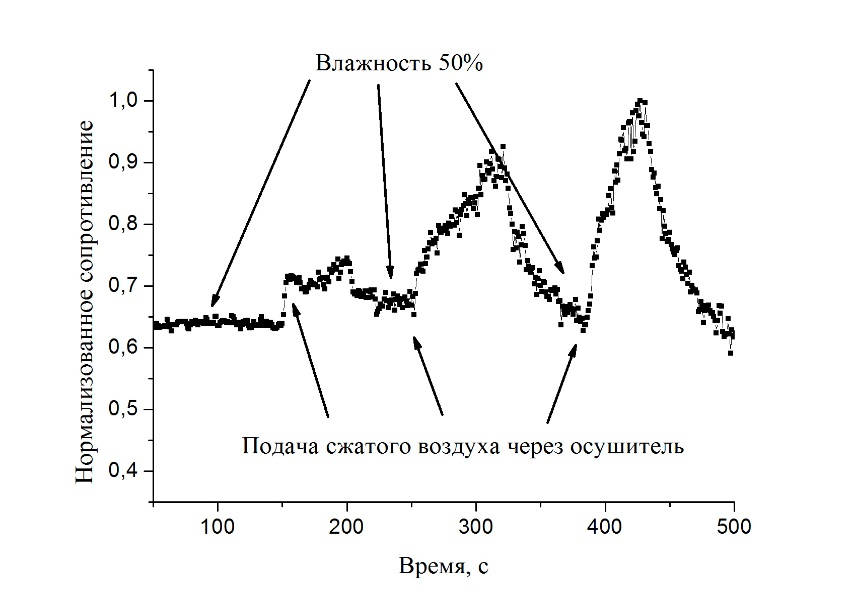 Влажность 50%
1,0
0,9
0,8
0,7
0,6
0,5
0,4
Нормализованное сопротивление
Подача сжатого воздуха через осушитель
100 200 300 400 500
Время, с